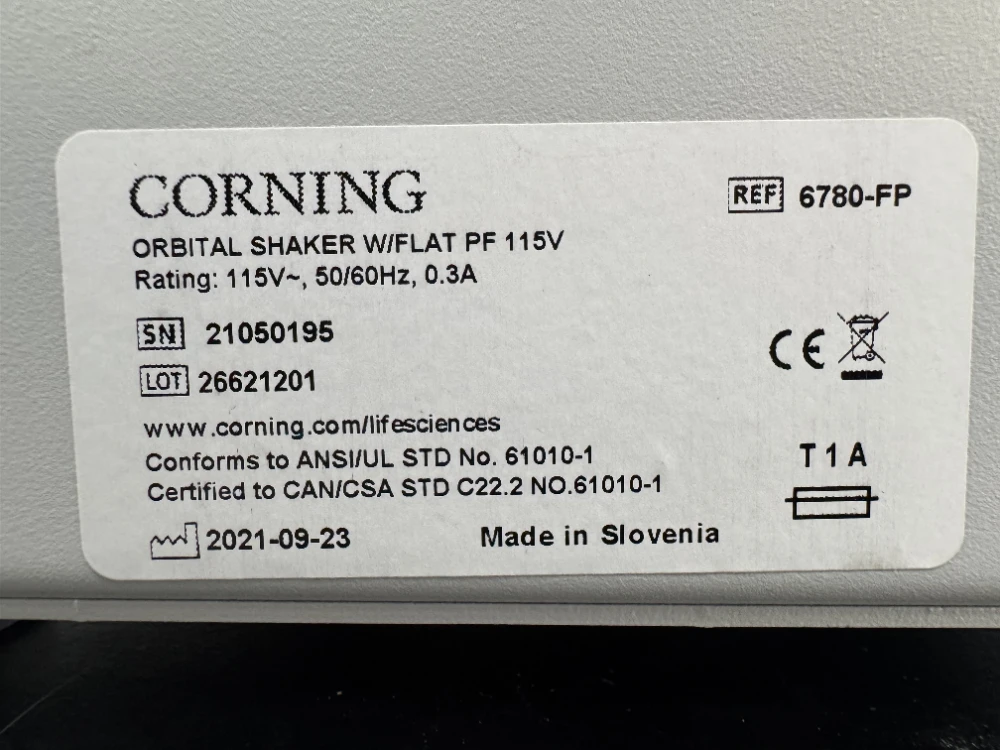 CORNING
REF 6780-FP
ORBITAL SHAKER W/FLAT PF 115V
Rating: 115V~, 50/60Hz, 0.3A
SN 21050195
LOT 26621201
CE
www.corning.com/lifesciences
Conforms to ANSI/UL STD No. 61010-1
T 1 A
Certified to CAN/CSA STD C22.2 NO.61010-1
2021-09-23
Made in Slovenia